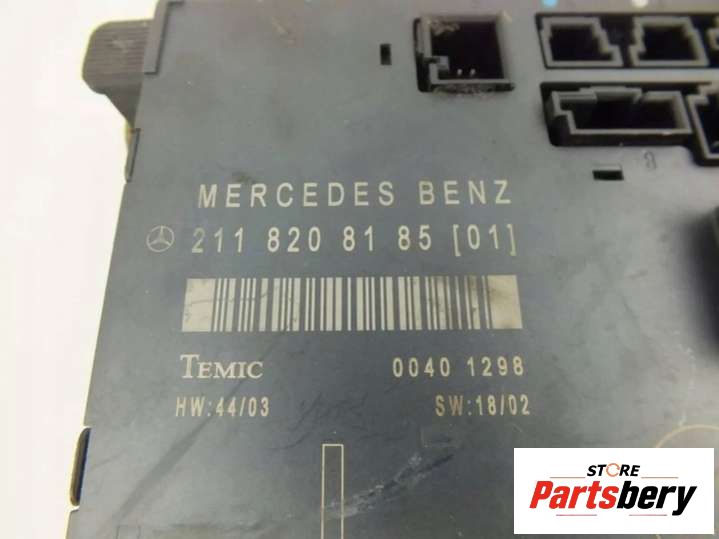 MERCEDES BENZ
211 820 81 85 [01]
TEMIC 0040 1298
HW:44/03 SW:18/02
STORE
Partsbery